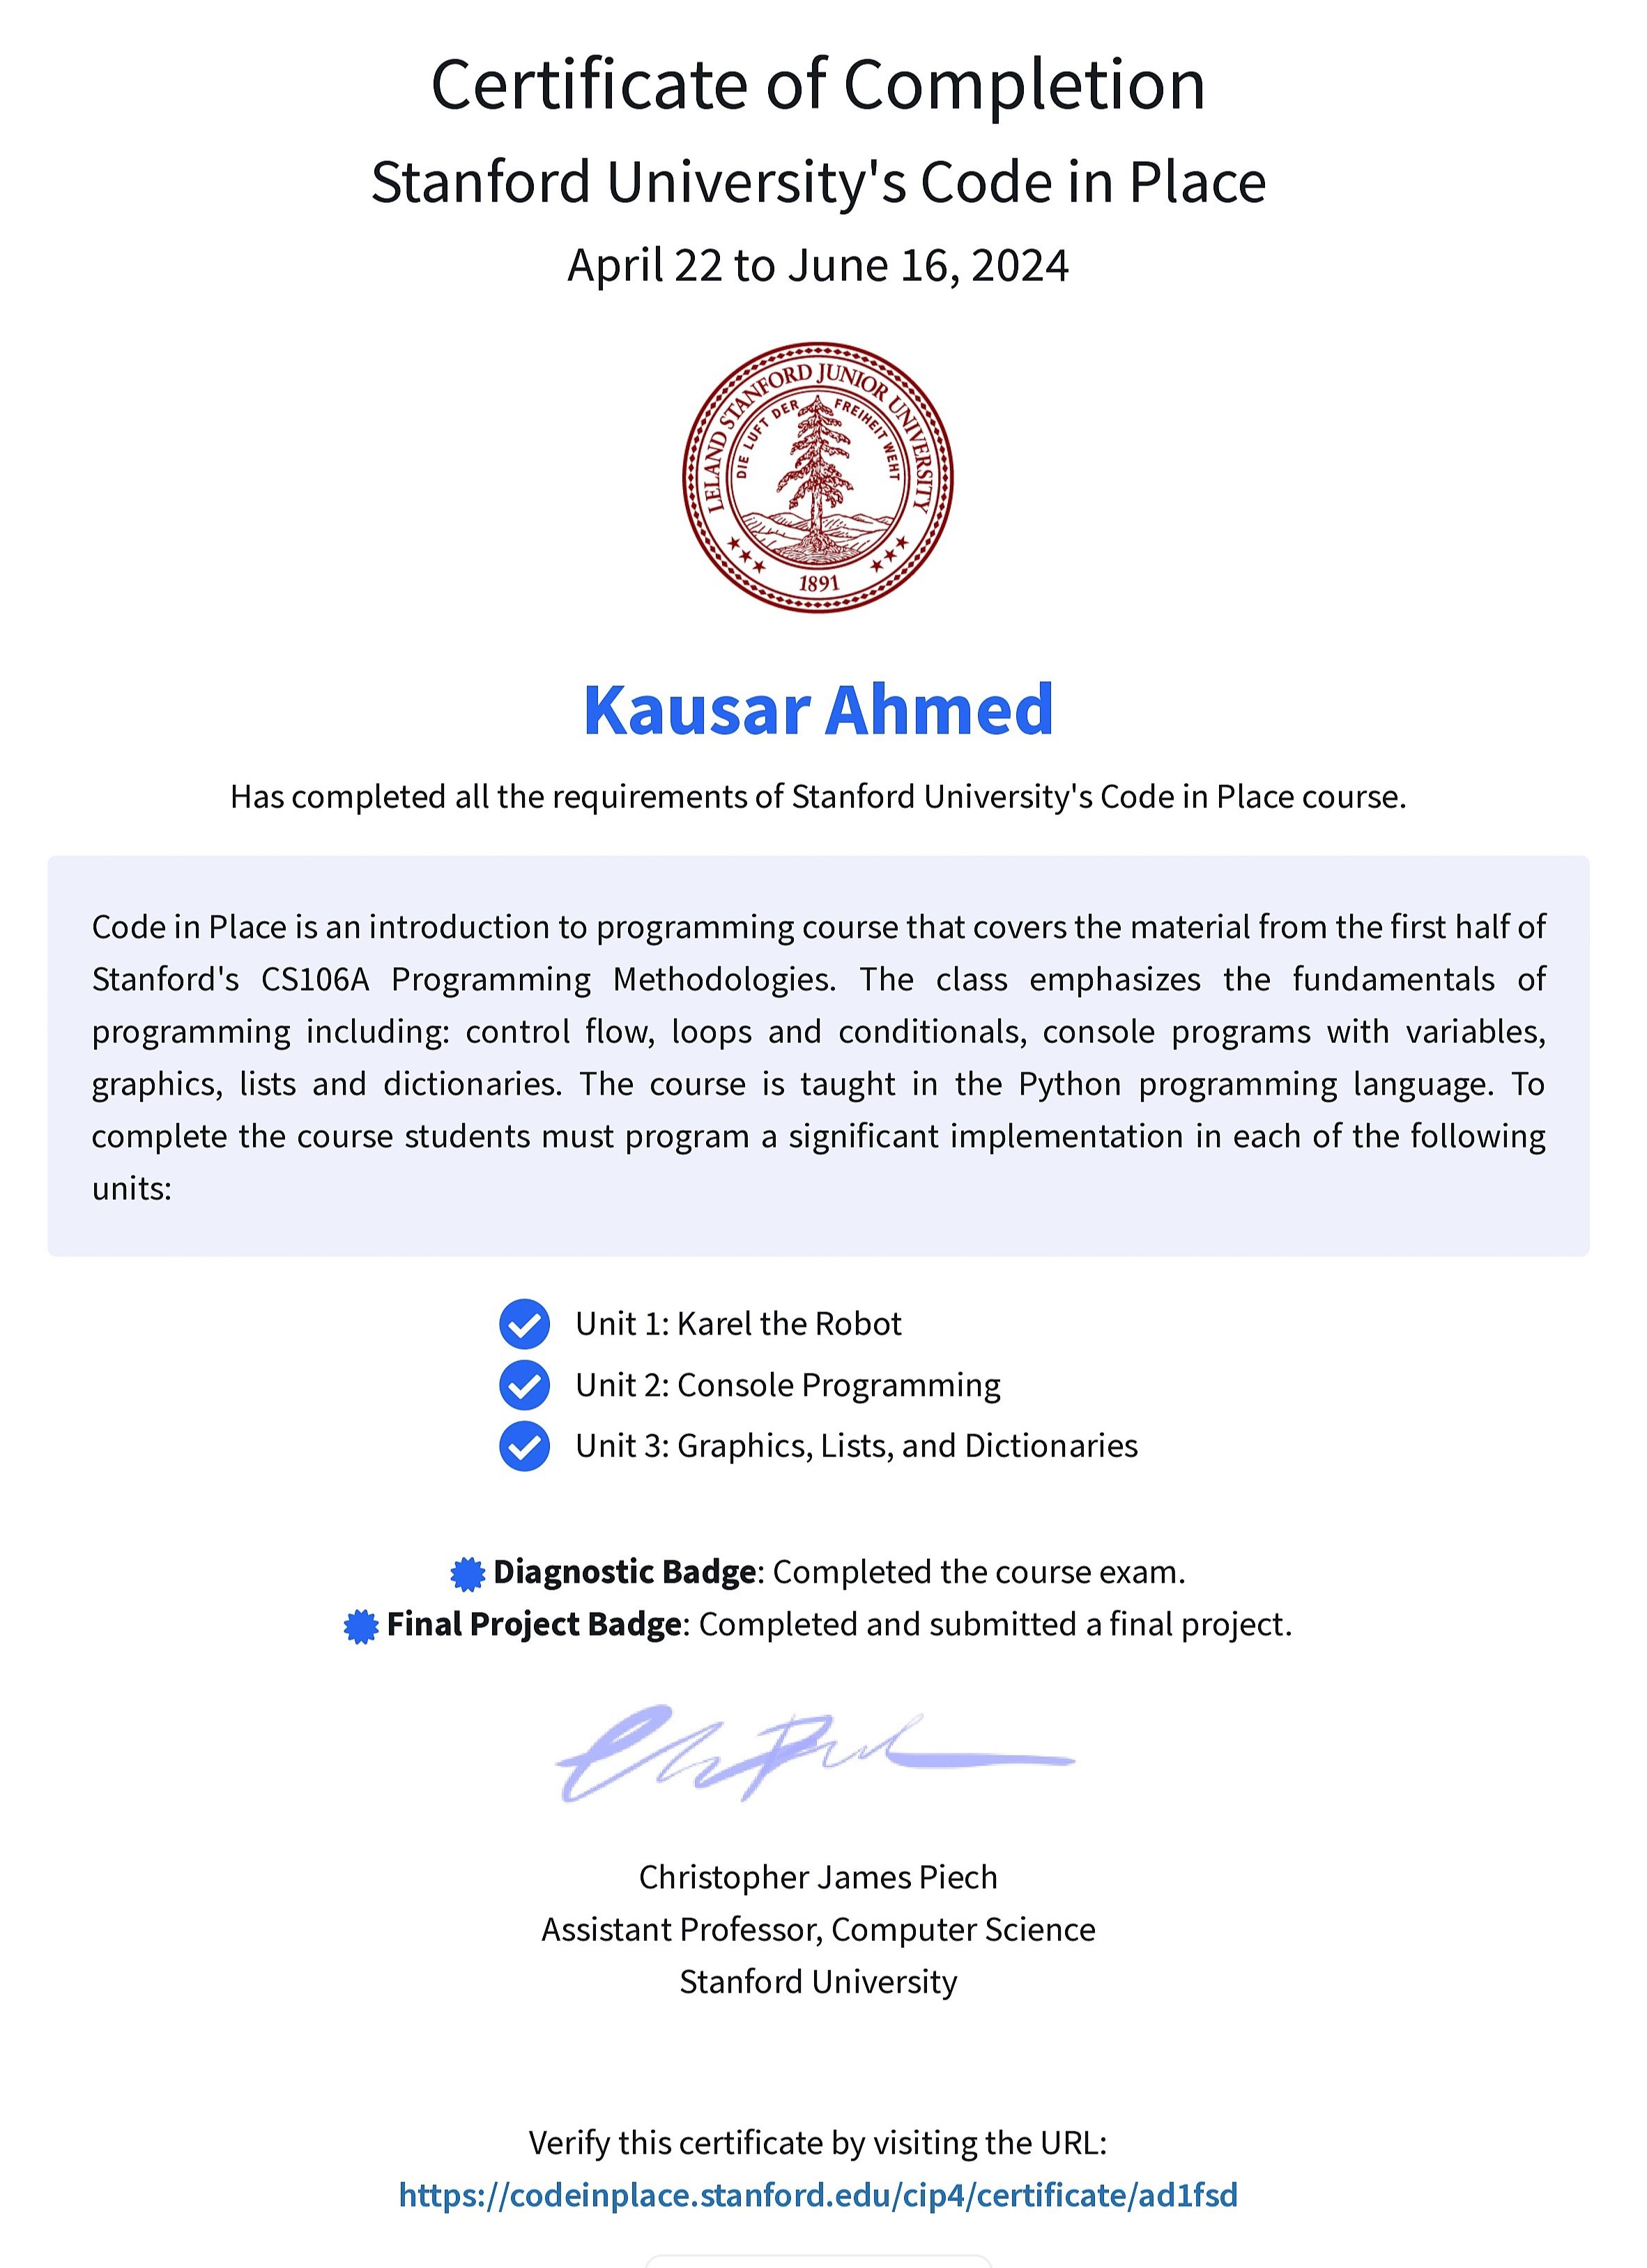 Certificate of Completion
Stanford University's Code in Place
April 22 to June 16, 2024
LELAND STANFORD JUNIOR UNIVERSITY
DIE LUFT DER FREIHEIT WEHT
1891
Kausar Ahmed
Has completed all the requirements of Stanford University's Code in Place course.
Code in Place is an introduction to programming course that covers the material from the first half of
Stanford's CS106A Programming Methodologies. The class emphasizes the fundamentals of
programming including: control flow, loops and conditionals, console programs with variables,
graphics, lists and dictionaries. The course is taught in the Python programming language. To
complete the course students must program a significant implementation in each of the following
units:
Unit 1: Karel the Robot
Unit 2: Console Programming
Unit 3: Graphics, Lists, and Dictionaries
Diagnostic Badge: Completed the course exam.
Final Project Badge: Completed and submitted a final project.
Christopher James Piech
Assistant Professor, Computer Science
Stanford University
Verify this certificate by visiting the URL:
https://codeinplace.stanford.edu/cip4/certificate/ad1fsd